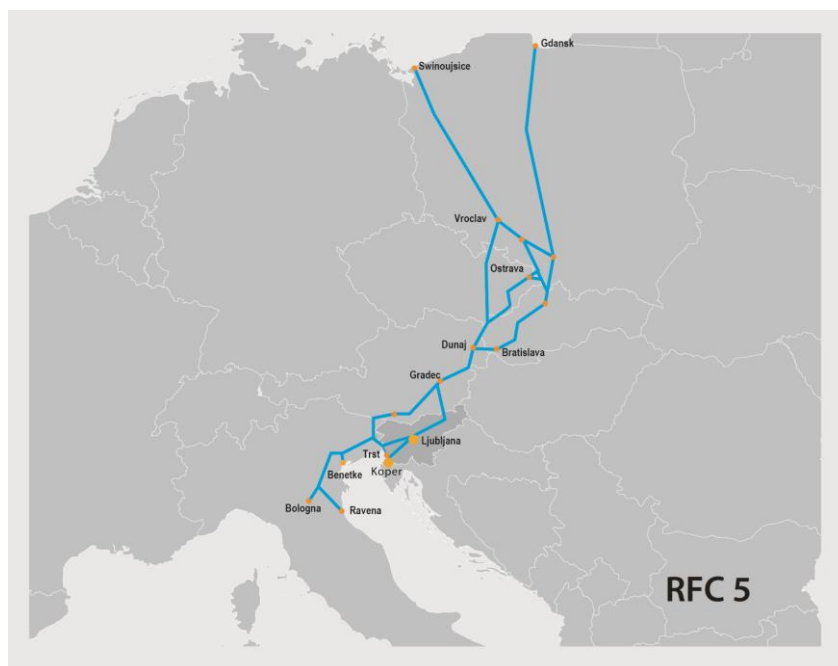 Gdansk
Swinoujsice
Vroclav
Ostrava
Dunaj
Bratislava
Gradec
Ljubljana
Trst
Koper
Benetke
Bologna
Ravena
RFC 5